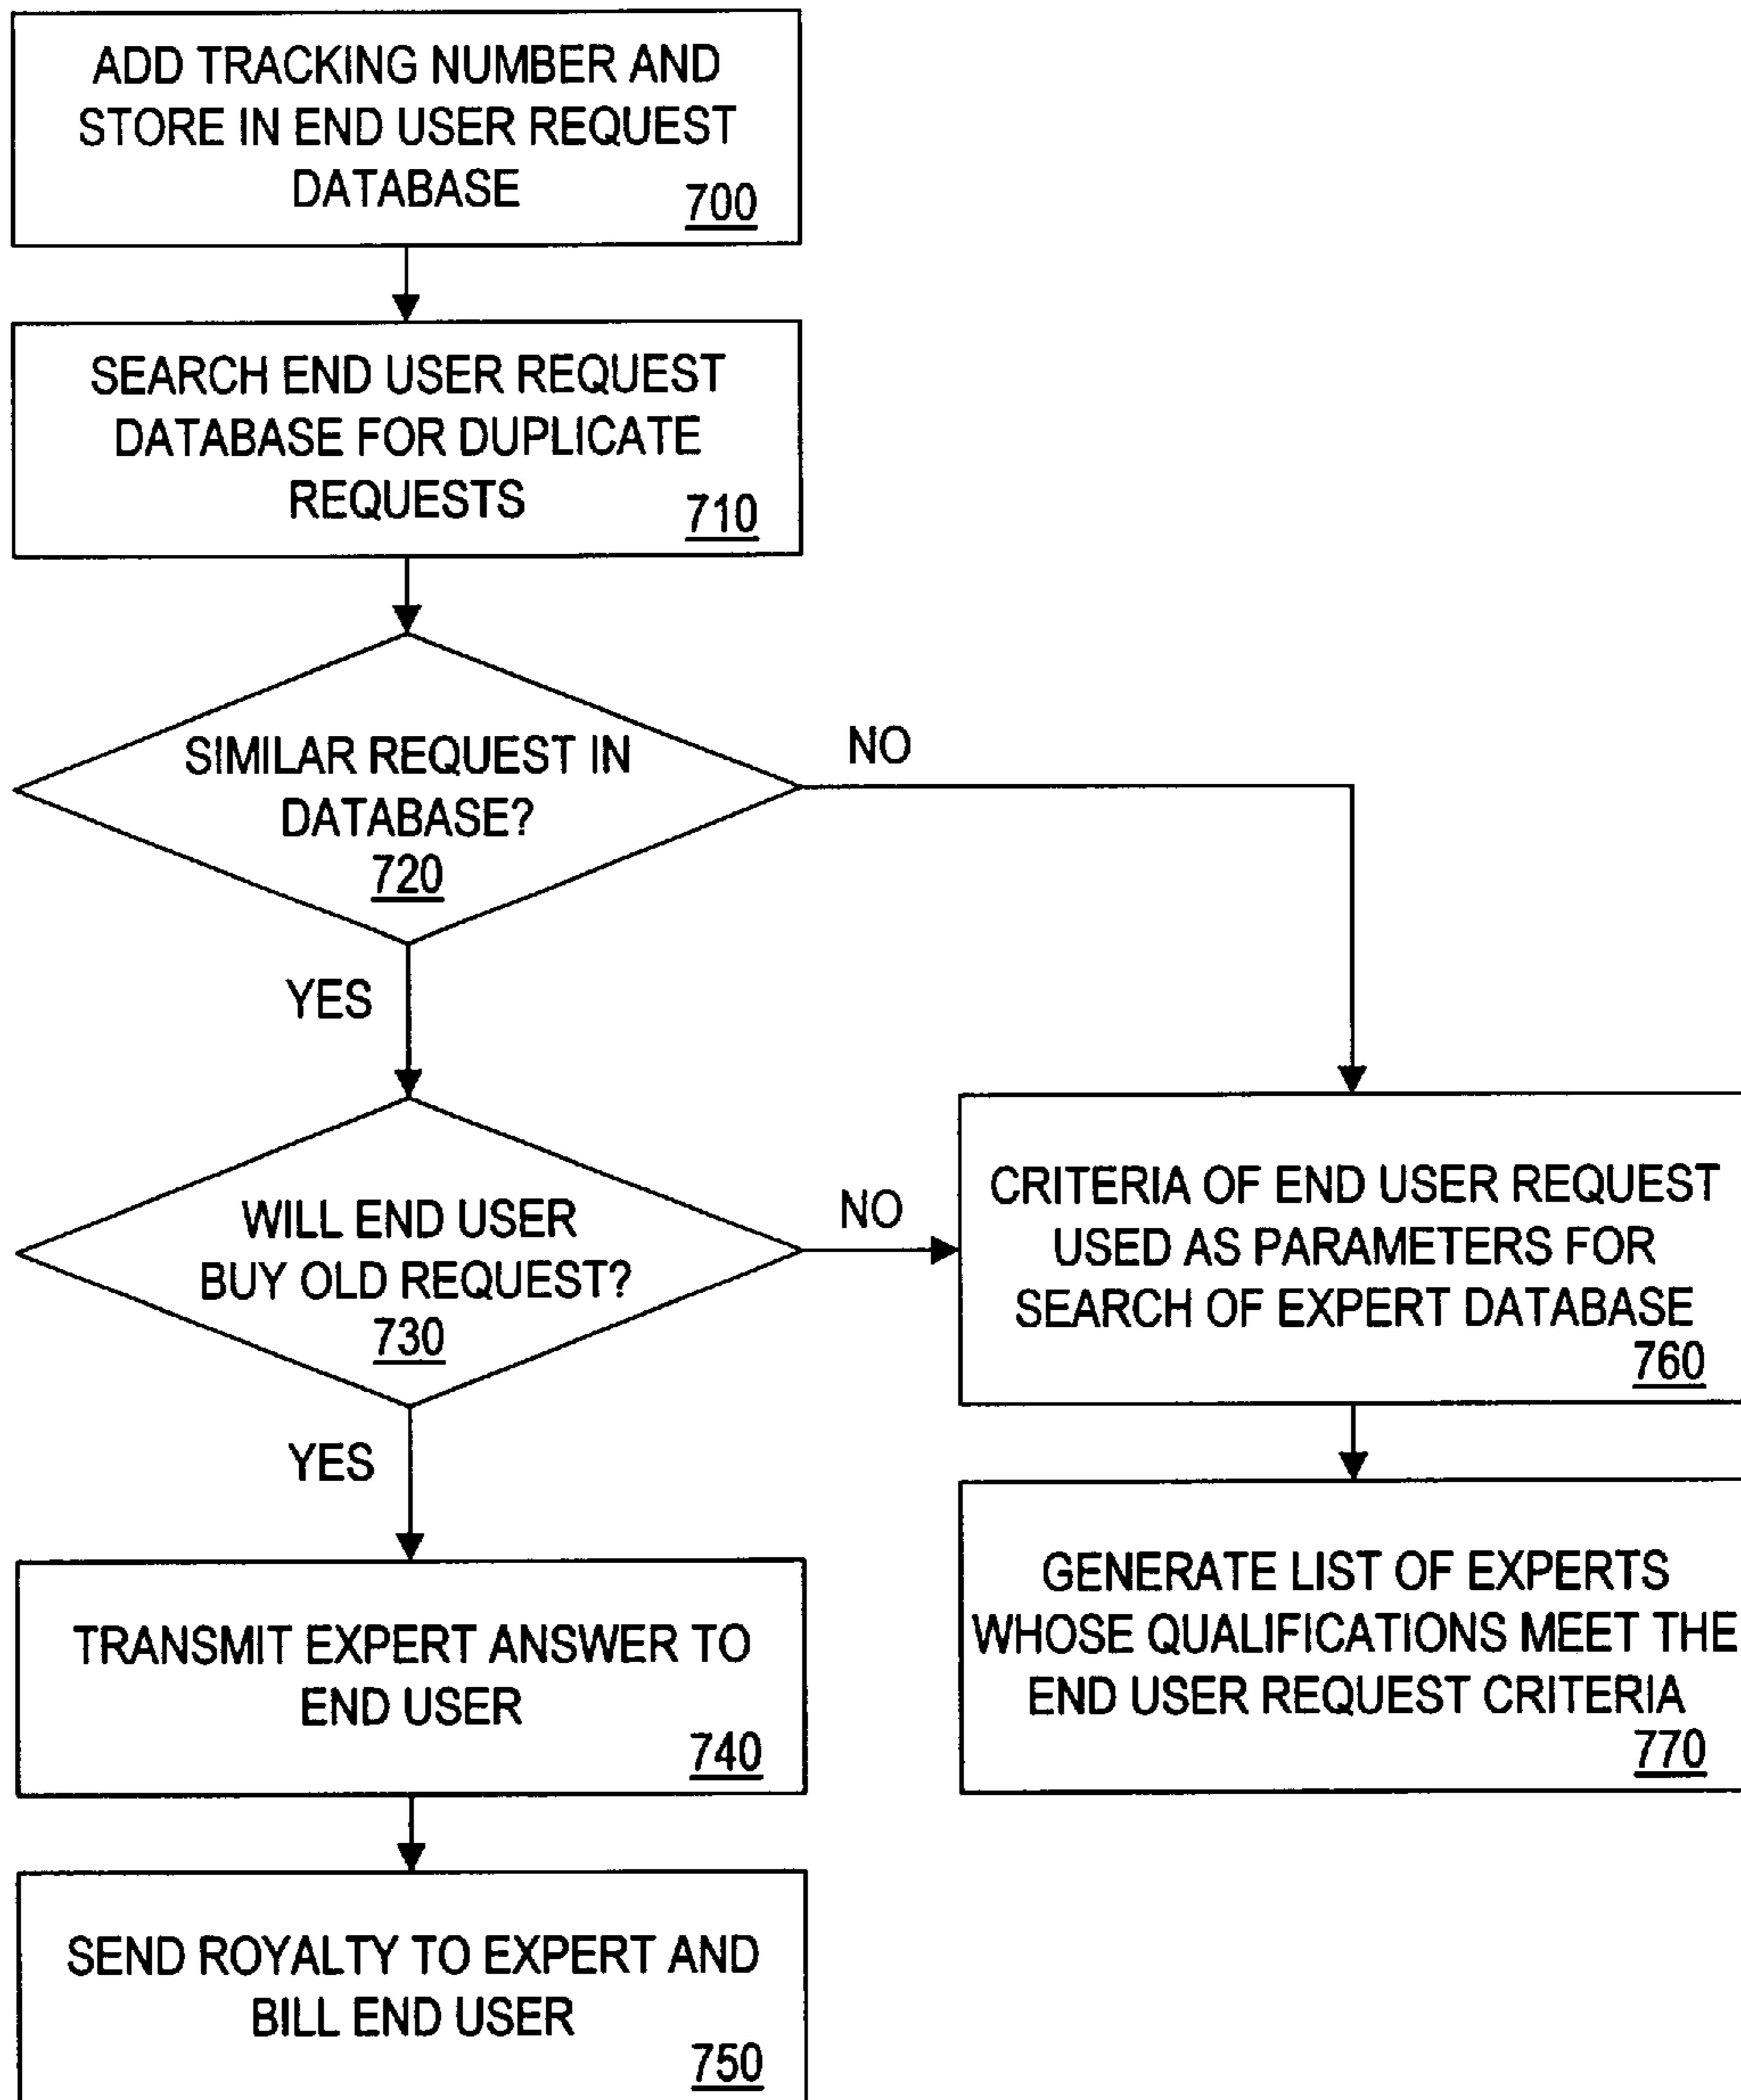 ADD TRACKING NUMBER AND
STORE IN END USER REQUEST
DATABASE
700
SEARCH END USER REQUEST
DATABASE FOR DUPLICATE
REQUESTS
710
SIMILAR REQUEST IN
DATABASE?
720
NO
YES
WILL END USER
BUY OLD REQUEST?
730
NO
YES
CRITERIA OF END USER REQUEST
USED AS PARAMETERS FOR
SEARCH OF EXPERT DATABASE
760
TRANSMIT EXPERT ANSWER TO
END USER
740
GENERATE LIST OF EXPERTS
WHOSE QUALIFICATIONS MEET THE
END USER REQUEST CRITERIA
770
SEND ROYALTY TO EXPERT AND
BILL END USER
750